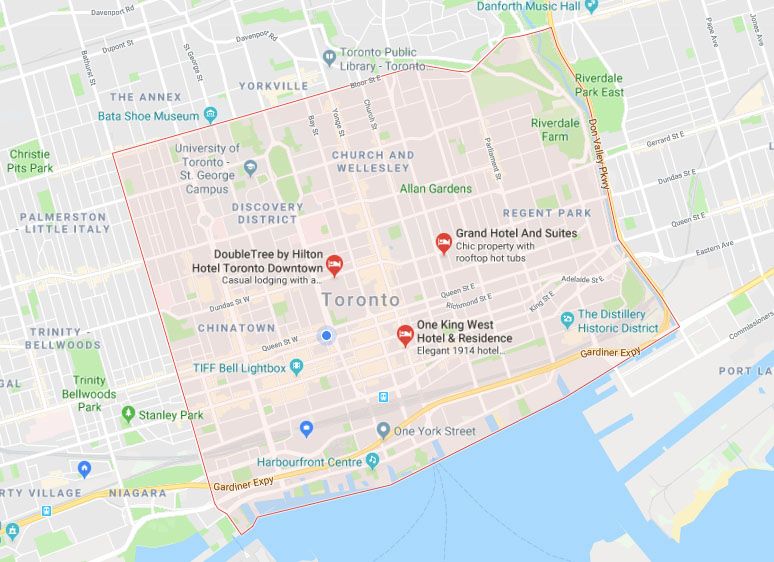 Danforth Music Hall
Davenport Rd
Dupont St
Davenport Rd
Bathurst St
St George St
Toronto Public
Library - Toronto...
Pape Ave
Jones Ave
Bloor St E
Riverdale
Park East
THE ANNEX
YORKVILLE
Bata Shoe Museum
Bay St
Yonge St
Church St
Riverdale
Farm
Don Valley Pkwy
Gerrard St E
Parliament St
Christie
Pits Park
University of
Toronto -
St. George
Campus
CHURCH AND
WELLESLEY
Dundas St E
Allan Gardens
DISCOVERY
DISTRICT
REGENT PARK
Queen St E
PALMERSTON
- LITTLE ITALY
Grand Hotel And Suites
Chic property with
rooftop hot tubs
Eastern Ave
DoubleTree by Hilton
Hotel Toronto Downtown
Casual lodging with a...
Adelaide St E
Queen St E
Richmond St E
King St E
Dundas St W
Toronto
CHINATOWN
The Distillery
Historic District
Commissioners
One King West
Hotel & Residence
Elegant 1914 hotel...
TRINITY -
BELLWOODS
Queen St W
Gardiner Expy
TIFF Bell Lightbox
PORT LA
GAL
Trinity
Bellwoods
Park
Stanley Park
One York Street
Harbourfront Centre
Gardiner Expy
RTY VILLAGE
NIAGARA